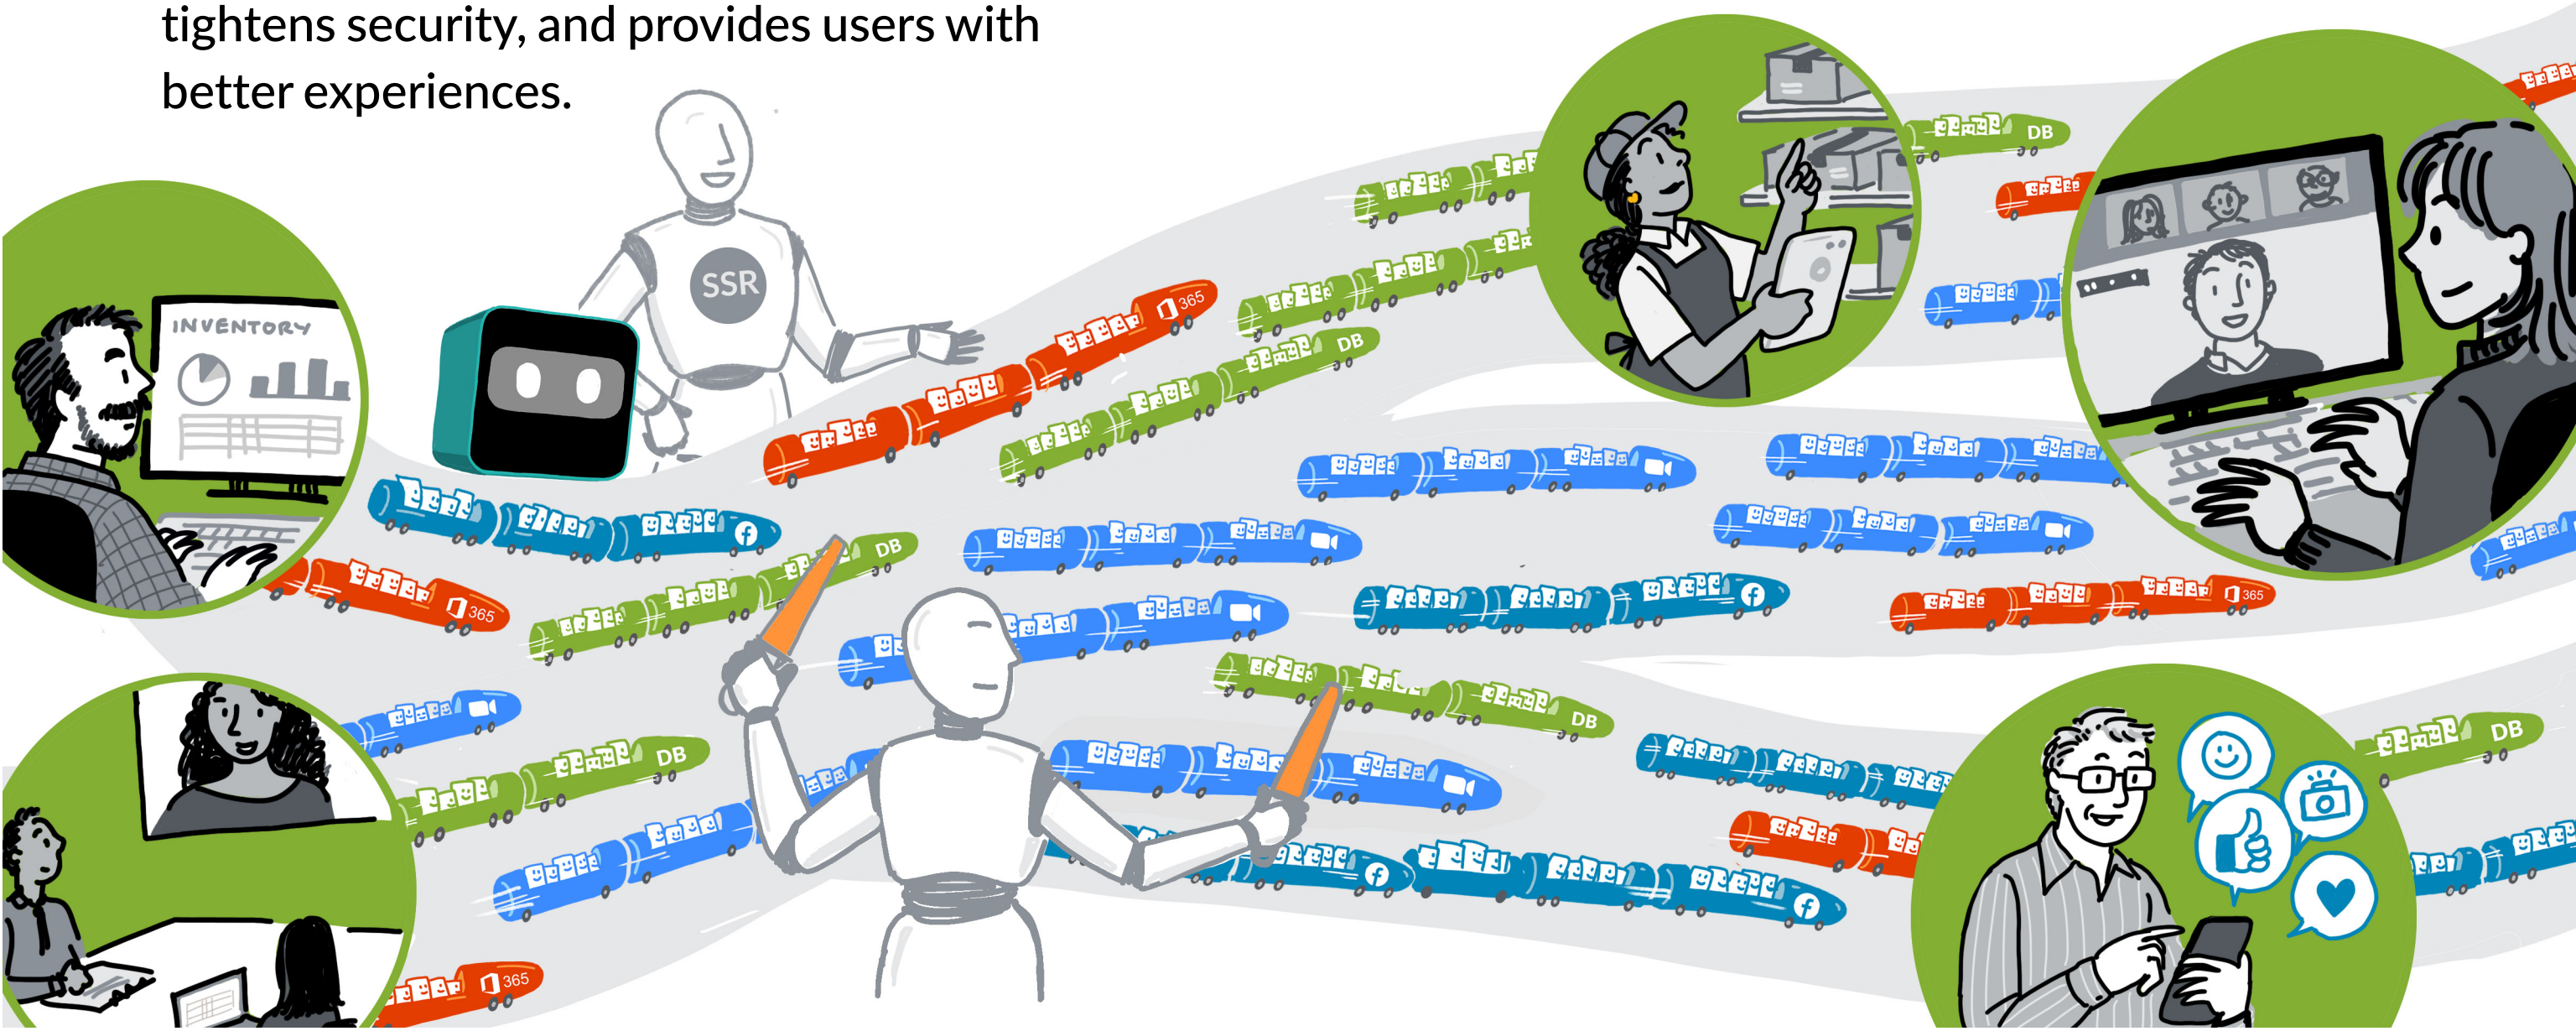 tightens security, and provides users with
better experiences.
SSR
INVENTORY
DB
365
DB
DB
365
365
DB
DB
DB
365